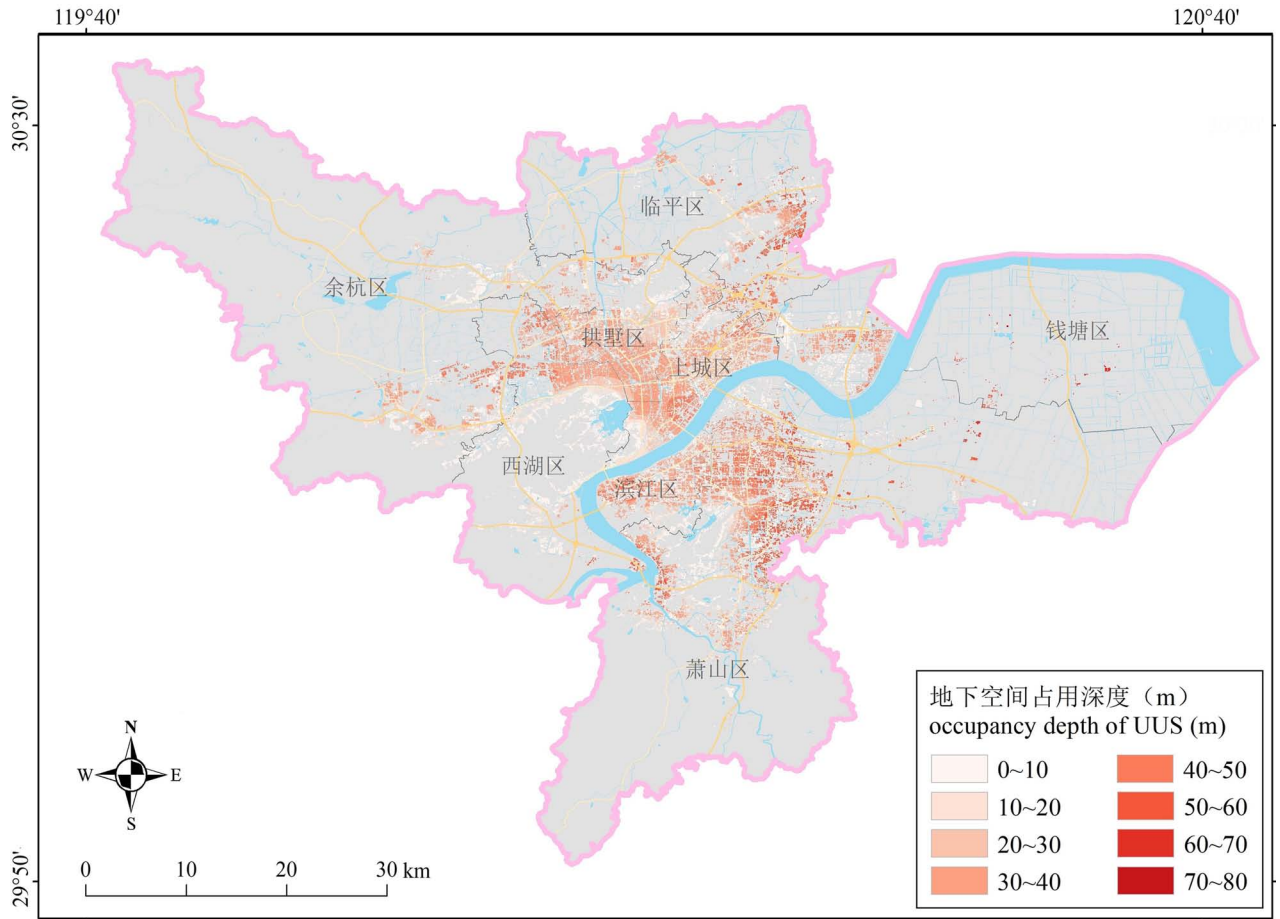 119°40'
120°40'
30°30'
29°50'
临平区
余杭区
钱塘区
拱墅区
上城区
西湖区
滨江区
萧山区
N
W E
S
0 10 20 30 km
地下空间占用深度（m）
occupancy depth of UUS (m)
0~10 40~50
10~20 50~60
20~30 60~70
30~40 70~80